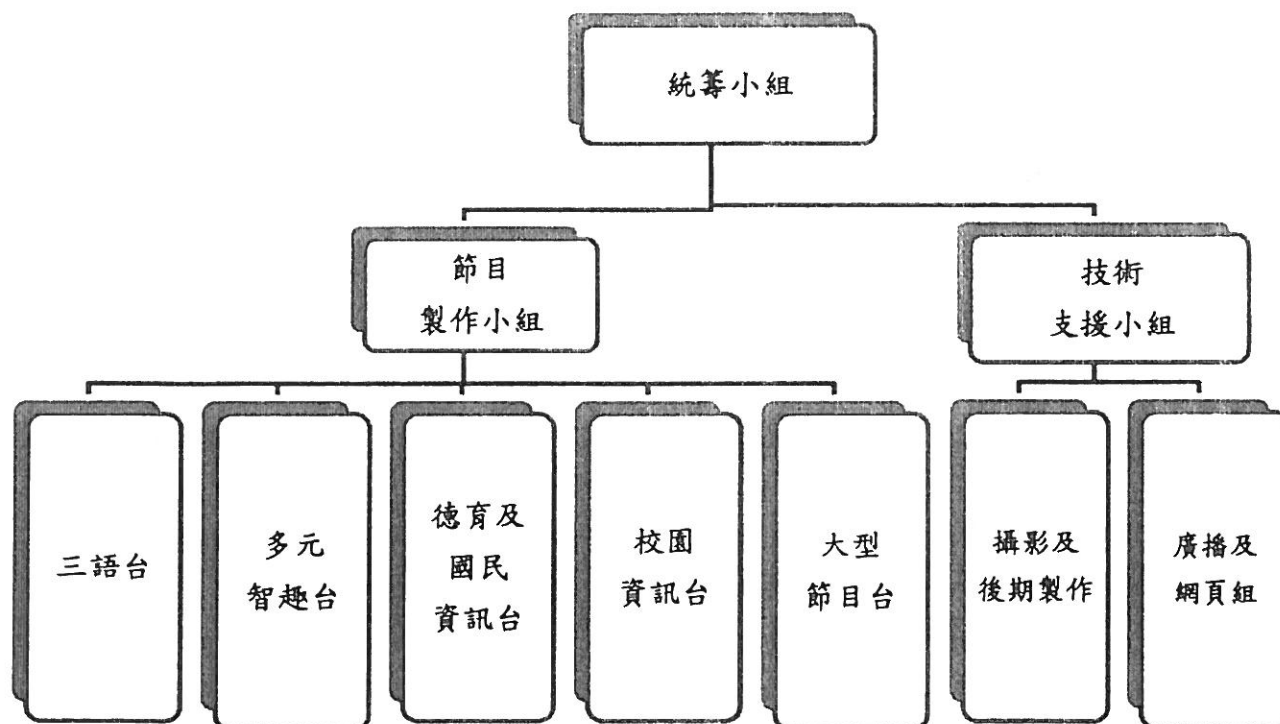 統籌小組
節目
製作小組
技術
支援小組
三語台
多元
智趣台
德育及
國民
資訊台
校園
資訊台
大型
節目台
攝影及
後期製作
廣播及
網頁組